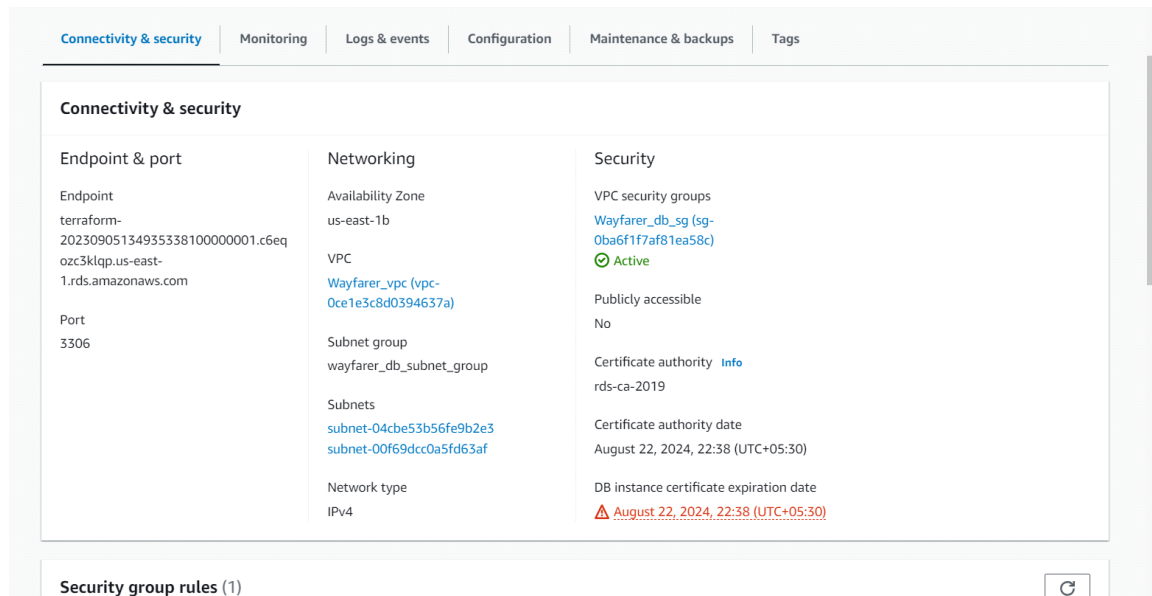 Connectivity & security
Monitoring
Logs & events
Configuration
Maintenance & backups
Tags
Connectivity & security
Endpoint & port
Endpoint
terraform-
20230905134935338100000001.c6eq
ozc3klqp.us-east-
1.rds.amazonaws.com
Port
3306
Networking
Availability Zone
us-east-1b
VPC
Wayfarer_vpc (vpc-
0ce1e3c8d0394637a)
Subnet group
wayfarer_db_subnet_group
Subnets
subnet-04cbe53b56fe9b2e3
subnet-00f69dcc0a5fd63af
Network type
IPv4
Security
VPC security groups
Wayfarer_db_sg (sg-
0ba6f1f7af81ea58c)
Active
Publicly accessible
No
Certificate authority Info
rds-ca-2019
Certificate authority date
August 22, 2024, 22:38 (UTC+05:30)
DB instance certificate expiration date
August 22, 2024, 22:38 (UTC+05:30)
Security group rules (1)